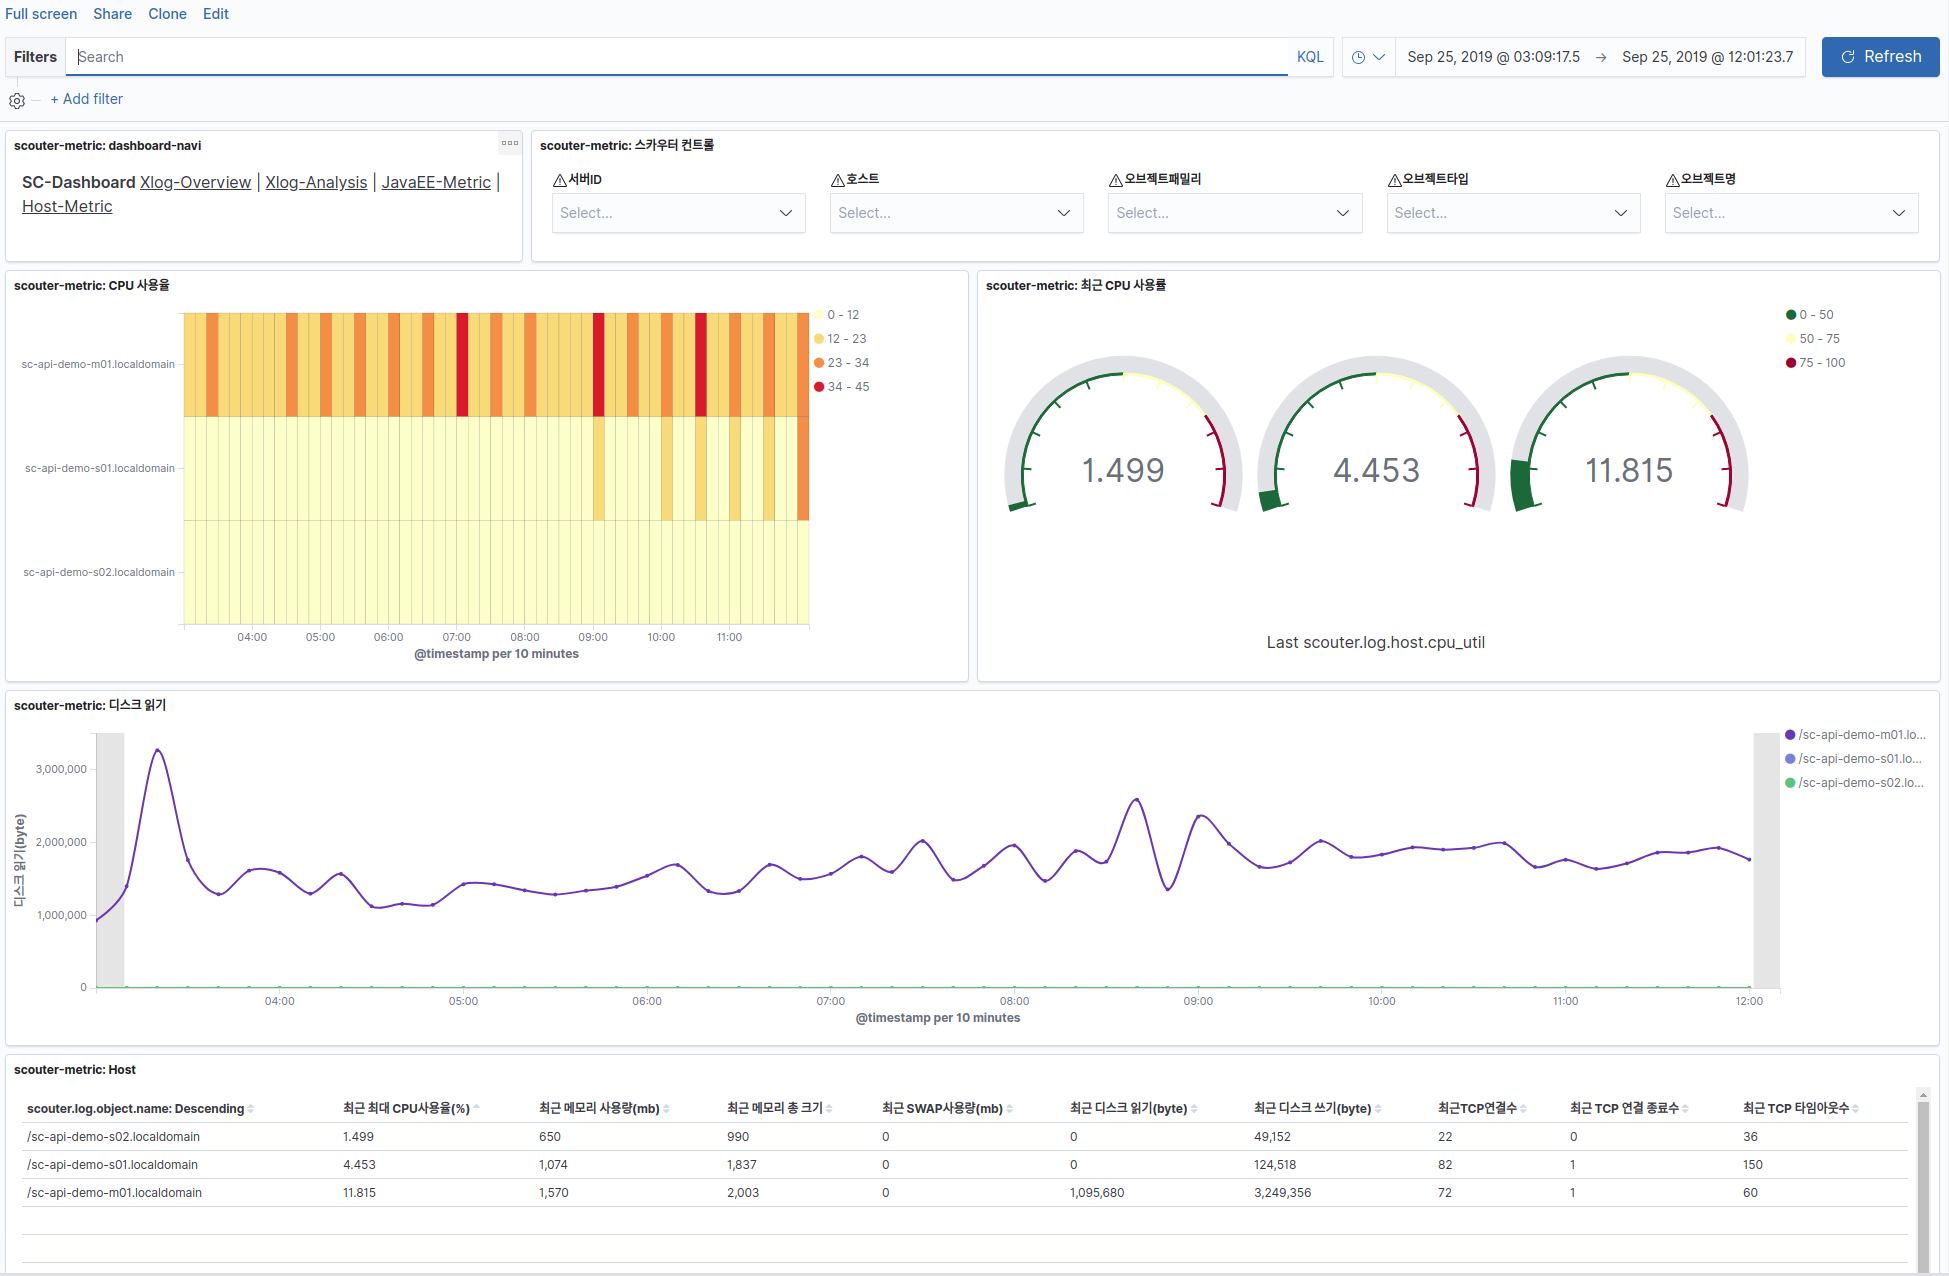 Full screen Share Clone Edit
Filters Search KQL Sep 25, 2019 @ 03:09:17.5 → Sep 25, 2019 @ 12:01:23.7 Refresh
+ Add filter
scouter-metric: dashboard-navi
SC-Dashboard Xlog-Overview | Xlog-Analysis | JavaEE-Metric |
Host-Metric
scouter-metric: 스카우터 컨트롤
서버ID 호스트 오브젝트패밀리 오브젝트타입 오브젝트명
Select... Select... Select... Select... Select...
scouter-metric: CPU 사용율
sc-api-demo-m01.localdomain
sc-api-demo-s01.localdomain
sc-api-demo-s02.localdomain
04:00 05:00 06:00 07:00 08:00 09:00 10:00 11:00
@timestamp per 10 minutes
0 - 12
12 - 23
23 - 34
34 - 45
scouter-metric: 최근 CPU 사용률
0 - 50
50 - 75
75 - 100
1.499 4.453 11.815
Last scouter.log.host.cpu_util
scouter-metric: 디스크 읽기
디스크 읽기(byte)
3,000,000
2,000,000
1,000,000
0
04:00 05:00 06:00 07:00 08:00 09:00 10:00 11:00 12:00
@timestamp per 10 minutes
/sc-api-demo-m01.lo...
/sc-api-demo-s01.lo...
/sc-api-demo-s02.lo...
scouter-metric: Host
scouter.log.object.name: Descending 최근 최대 CPU사용율(%) 최근 메모리 사용량(mb) 최근 메모리 총 크기 최근 SWAP사용량(mb) 최근 디스크 읽기(byte) 최근 디스크 쓰기(byte) 최근TCP연결수 최근 TCP 연결 종료수 최근 TCP 타임아웃수
/sc-api-demo-s02.localdomain 1.499 650 990 0 0 49,152 22 0 36
/sc-api-demo-s01.localdomain 4.453 1,074 1,837 0 0 124,518 82 1 150
/sc-api-demo-m01.localdomain 11.815 1,570 2,003 0 1,095,680 3,249,356 72 1 60